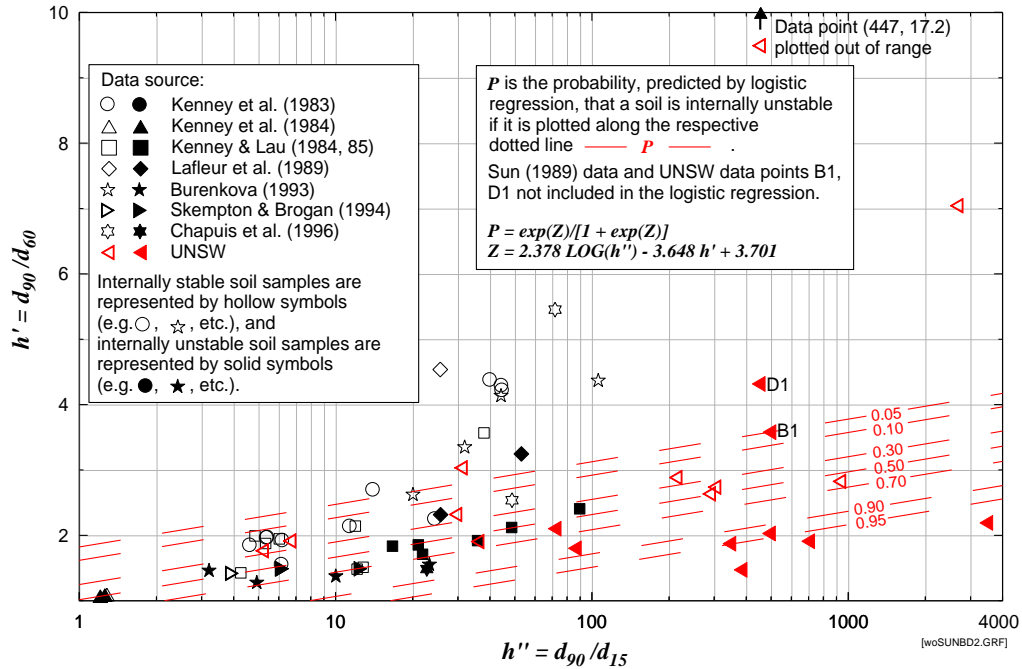 10
8
6
4
2
h' = d90/d60
Data point (447, 17.2)
plotted out of range
Data source:
Kenney et al. (1983)
Kenney et al. (1984)
Kenney & Lau (1984, 85)
Lafleur et al. (1989)
Burenkova (1993)
Skempton & Brogan (1994)
Chapuis et al. (1996)
UNSW
Internally stable soil samples are
represented by hollow symbols
(e.g. , , etc.), and
internally unstable soil samples are
represented by solid symbols
(e.g. , , etc.).
P is the probability, predicted by logistic
regression, that a soil is internally unstable
if it is plotted along the respective
dotted line P .
Sun (1989) data and UNSW data points B1,
D1 not included in the logistic regression.
P = exp(Z)/[1 + exp(Z)]
Z = 2.378 LOG(h") - 3.648 h' + 3.701
D1
B1
0.05
0.10
0.30
0.50
0.70
0.90
0.95
1
10
100
1000
4000
h'' = d90/d15
[woSUNBD2.GRF]